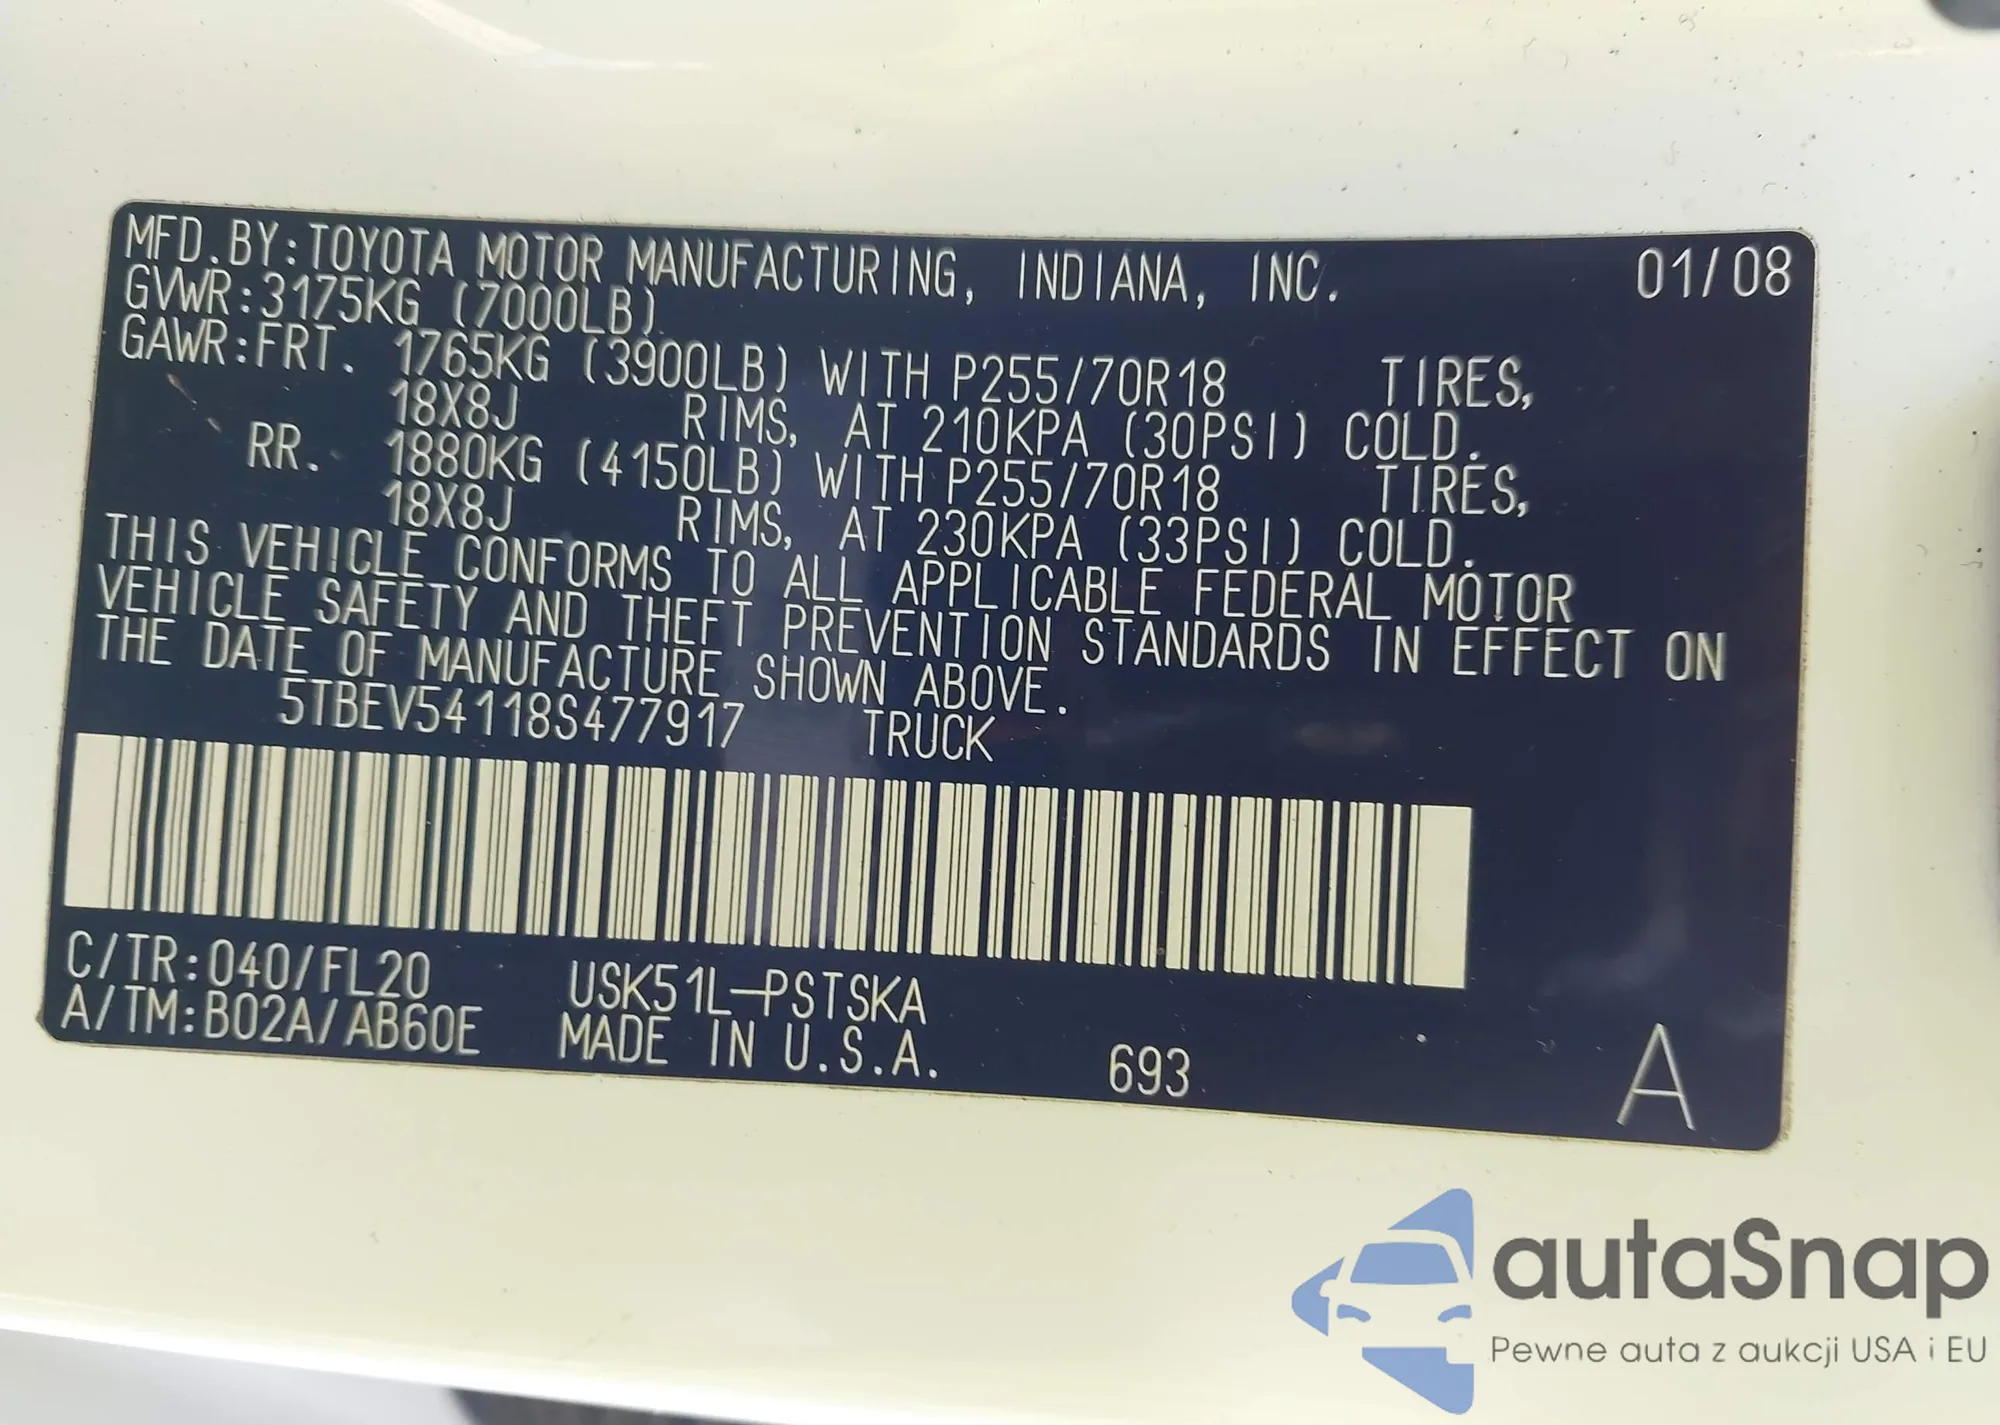 MFD.BY:TOYOTA MOTOR MANUFACTURING, INDIANA, INC. 01/08
GVWR:3175KG (7000LB)
GAWR:FRT. 1765KG (3900LB) WITH P255/70R18 TIRES,
18X8J RIMS, AT 210KPA (30PSI) COLD.
RR. 1880KG (4150LB) WITH P255/70R18 TIRES,
18X8J RIMS, AT 230KPA (33PSI) COLD.
THIS VEHICLE CONFORMS TO ALL APPLICABLE FEDERAL MOTOR
VEHICLE SAFETY AND THEFT PREVENTION STANDARDS IN EFFECT ON
THE DATE OF MANUFACTURE SHOWN ABOVE.
5TBEV54118S477917 TRUCK
C/TR:040/FL20 USK51L-PSTSKA
A/TM:B02A/AB60E MADE IN U.S.A. 693 A
autaSnap
Pewne auta z aukcji USA i EU